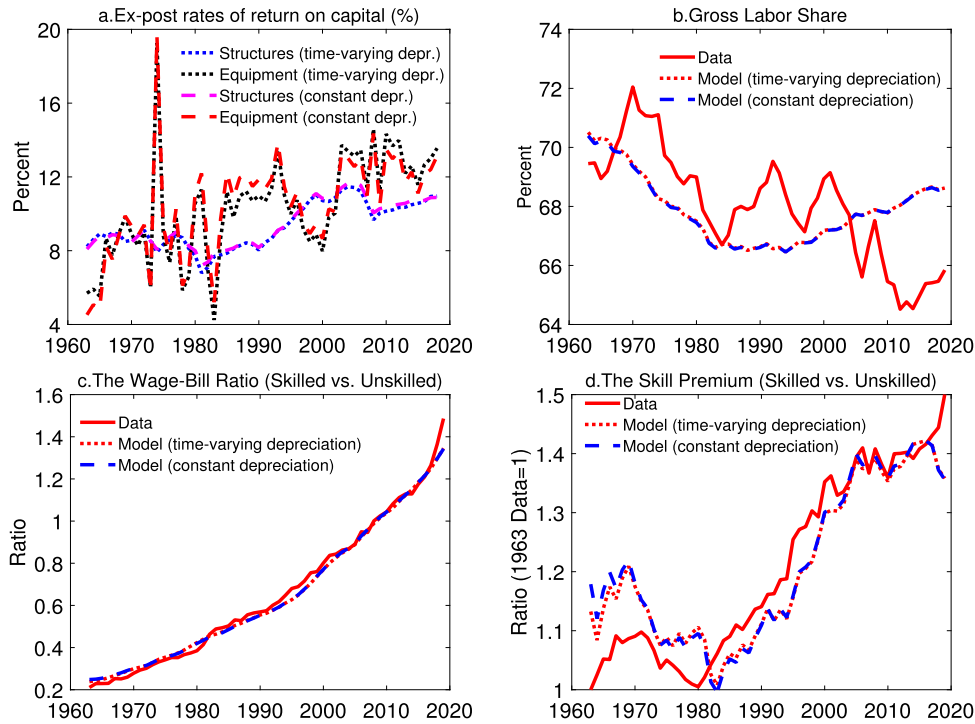 a.Ex-post rates of return on capital (%)
20
16
12
8
4
Percent
Structures (time-varying depr.)
Equipment (time-varying depr.)
Structures (constant depr.)
Equipment (constant depr.)
1960 1970 1980 1990 2000 2010 2020
b.Gross Labor Share
74
72
70
68
66
64
Percent
Data
Model (time-varying depreciation)
Model (constant depreciation)
1960 1970 1980 1990 2000 2010 2020
c.The Wage-Bill Ratio (Skilled vs. Unskilled)
1.6
1.4
1.2
1
0.8
0.6
0.4
0.2
Ratio
Data
Model (time-varying depreciation)
Model (constant depreciation)
1960 1970 1980 1990 2000 2010 2020
d.The Skill Premium (Skilled vs. Unskilled)
1.5
1.4
1.3
1.2
1.1
1
Ratio (1963 Data=1)
Data
Model (time-varying depreciation)
Model (constant depreciation)
1960 1970 1980 1990 2000 2010 2020